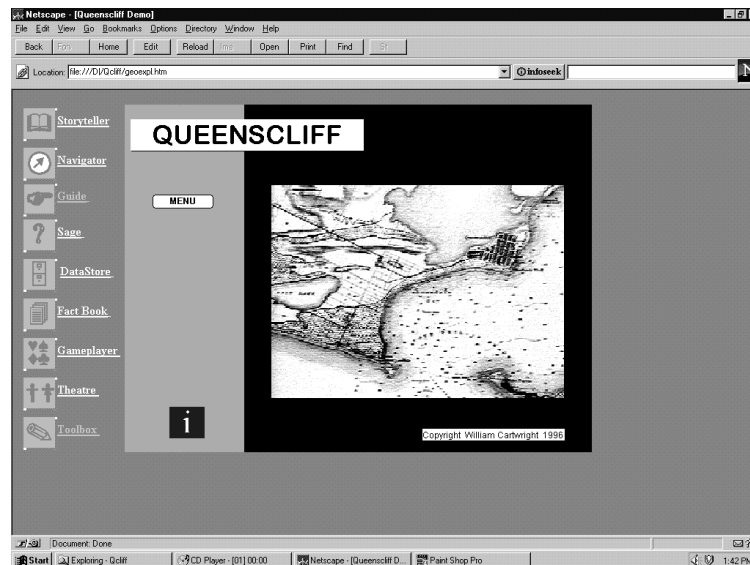 Netscape - [Queenscliff Demo]
File Edit View Go Bookmarks Options Directory Window Help
Back Home Edit Reload Open Print Find
Location: file:///D|/Qcliff/geoexpl.htm infoseek N
Storyteller
QUEENSCLIFF
Navigator
Guide
MENU
Sage
DataStore
Fact Book
Gameplayer
Theatre
i
Toolbox
Copyright William Cartwright 1996
Document: Done
Start Exploring - Qcliff CD Player - [01] 00:00 Netscape - [Queenscliff D... Paint Shop Pro 1:42 PM